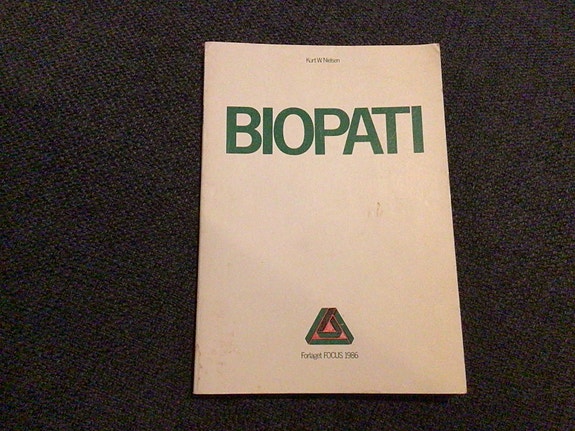 Kurt W. Nielsen
BIOPATI
Forlaget FOCUS 1986